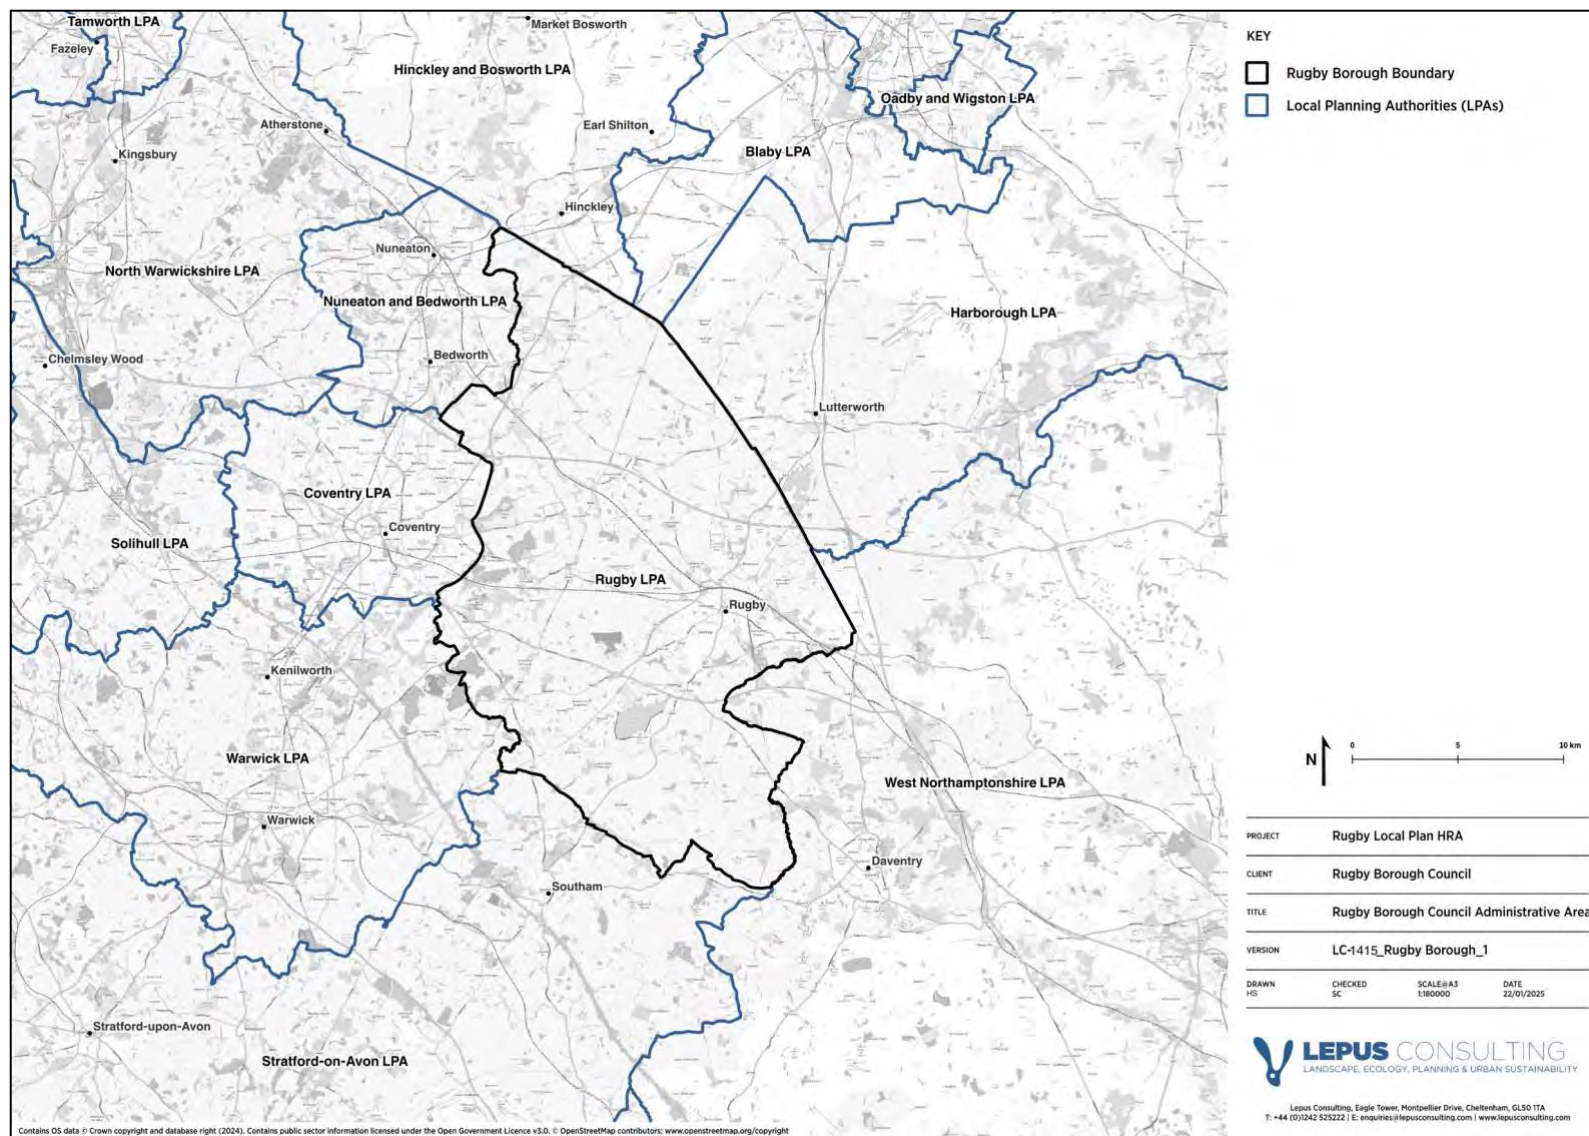 Tamworth LPA
Fazeley
Market Bosworth
Hinckley and Bosworth LPA
Oadby and Wigston LPA
Atherstone
Earl Shilton
Kingsbury
Blaby LPA
Hinckley
Nuneaton
North Warwickshire LPA
Nuneaton and Bedworth LPA
Harborough LPA
Chelmsley Wood
Bedworth
Lutterworth
Coventry LPA
Coventry
Solihull LPA
Rugby LPA
Rugby
Kenilworth
Warwick LPA
West Northamptonshire LPA
Warwick
Daventry
Southam
Stratford-upon-Avon
Stratford-on-Avon LPA
Contains OS data © Crown copyright and database right (2024). Contains public sector information licensed under the Open Government Licence v3.0. © OpenStreetMap contributors: www.openstreetmap.org/copyright
KEY
Rugby Borough Boundary
Local Planning Authorities (LPAs)
N
0 5 10 km
PROJECT Rugby Local Plan HRA
CLIENT Rugby Borough Council
TITLE Rugby Borough Council Administrative Area
VERSION LC-1415_Rugby Borough_1
DRAWN CHECKED SCALE@A3 DATE
HS SC 1:180000 22/01/2025
LEPUS CONSULTING
LANDSCAPE, ECOLOGY, PLANNING & URBAN SUSTAINABILITY
Lepus Consulting, Eagle Tower, Montpellier Drive, Cheltenham, GL50 1TA
T: +44 (0)1242 525222 | E: enquiries@lepusconsulting.com | www.lepusconsulting.com